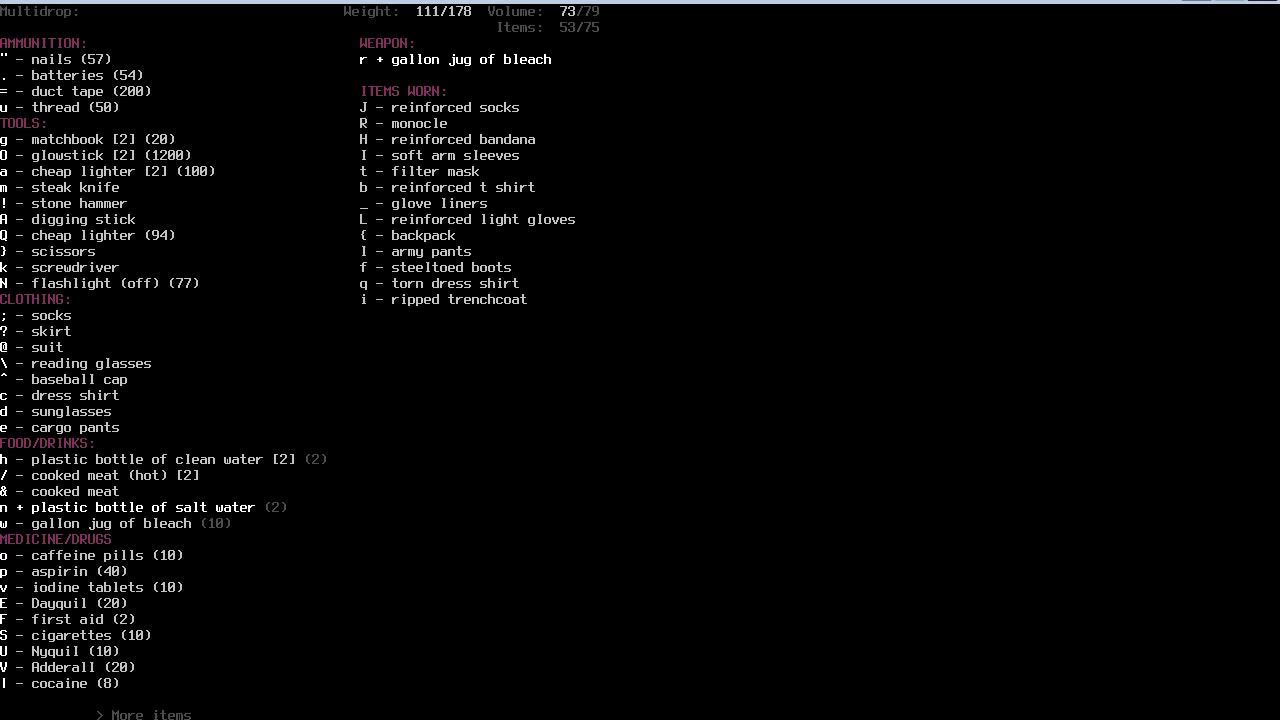 Multidrop: Weight: 111/178 Volume: 73/79
Items: 53/75
AMMUNITION: WEAPON:
" - nails (57) r + gallon jug of bleach
. - batteries (54)
= - duct tape (200) ITEMS WORN:
u - thread (50) J - reinforced socks
TOOLS: R - monocle
g - matchbook [2] (20) H - reinforced bandana
O - glowstick [2] (1200) I - soft arm sleeves
a - cheap lighter [2] (100) t - filter mask
m - steak knife b - reinforced t shirt
! - stone hammer _ - glove liners
A - digging stick L - reinforced light gloves
Q - cheap lighter (94) { - backpack
} - scissors l - army pants
k - screwdriver f - steeltoed boots
N - flashlight (off) (77) q - torn dress shirt
CLOTHING: i - ripped trenchcoat
; - socks
? - skirt
@ - suit
\ - reading glasses
^ - baseball cap
c - dress shirt
d - sunglasses
e - cargo pants
FOOD/DRINKS:
h - plastic bottle of clean water [2] (2)
/ - cooked meat (hot) [2]
& - cooked meat
n + plastic bottle of salt water (2)
w - gallon jug of bleach (10)
MEDICINE/DRUGS
o - caffeine pills (10)
p - aspirin (40)
v - iodine tablets (10)
E - Dayquil (20)
F - first aid (2)
S - cigarettes (10)
U - Nyquil (10)
V - Adderall (20)
| - cocaine (8)
> More items